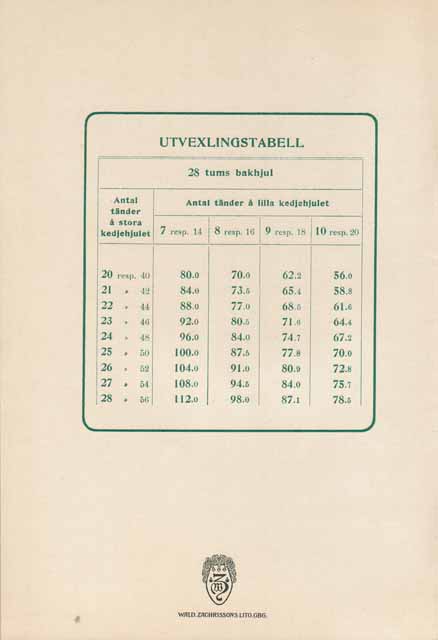 UTVEXLINGSTABELL
28 tums bakhjul
Antal tänder å stora kedjehjulet
Antal tänder å lilla kedjehjulet
7 resp. 14 8 resp. 16 9 resp. 18 10 resp. 20
20 resp. 40 80.0 70.0 62.2 56.0
21 » 42 84.0 73.5 65.4 58.8
22 » 44 88.0 77.0 68.5 61.6
23 » 46 92.0 80.5 71.6 64.4
24 » 48 96.0 84.0 74.7 67.2
25 » 50 100.0 87.5 77.8 70.0
26 » 52 104.0 91.0 80.9 72.8
27 » 54 108.0 94.5 84.0 75.7
28 » 56 112.0 98.0 87.1 78.5
WALD. ZACHRISSONS LITO. GBG.